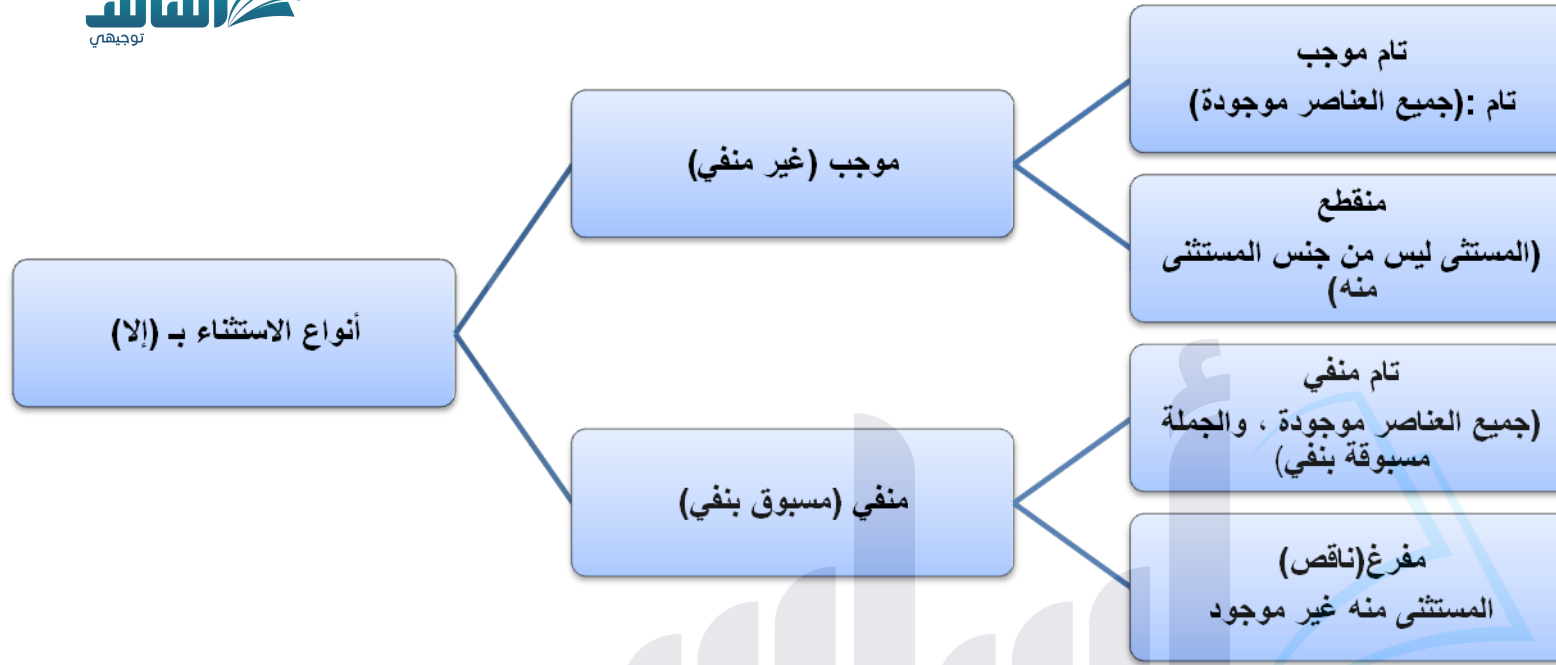 توجيهي
أنواع الاستثناء بـ (إلا)
موجب (غير منفي)
تام موجب
تام :(جميع العناصر موجودة)
منقطع
(المستثى ليس من جنس المستثنى
منه)
منفي (مسبوق بنفي)
تام منفي
(جميع العناصر موجودة ، والجملة
مسبوقة بنفي)
مفرغ(ناقص)
المستثنى منه غير موجود